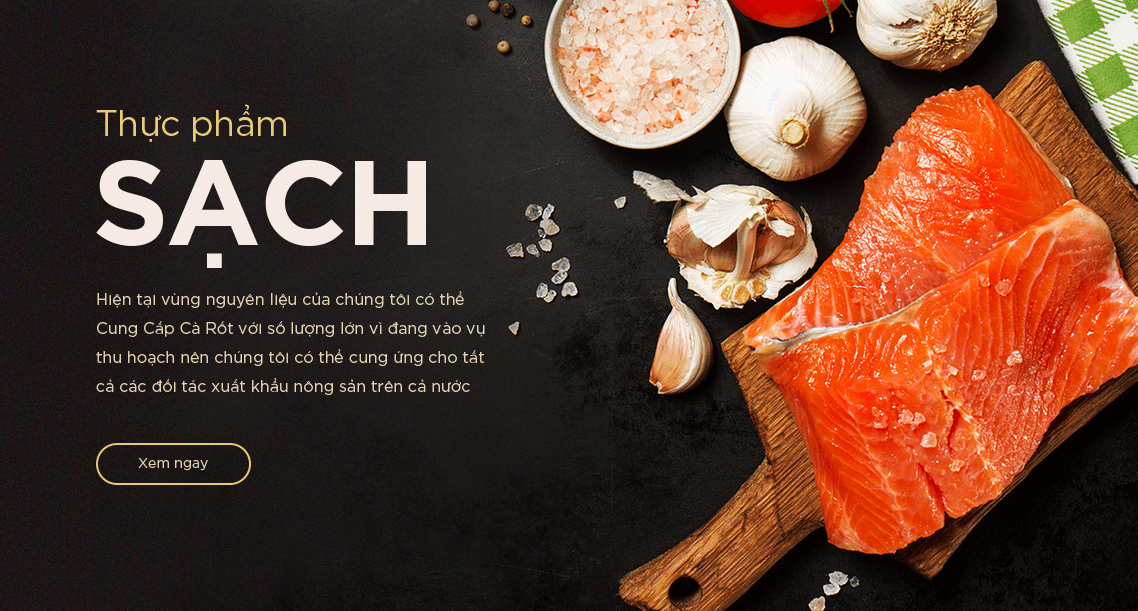 Thực phẩm
SẠCH
Hiện tại vùng nguyên liệu của chúng tôi có thể
Cung Cấp Cà Rốt với số lượng lớn vì đang vào vụ
thu hoạch nên chúng tôi có thể cung ứng cho tất
cả các đối tác xuất khẩu nông sản trên cả nước
Xem ngay